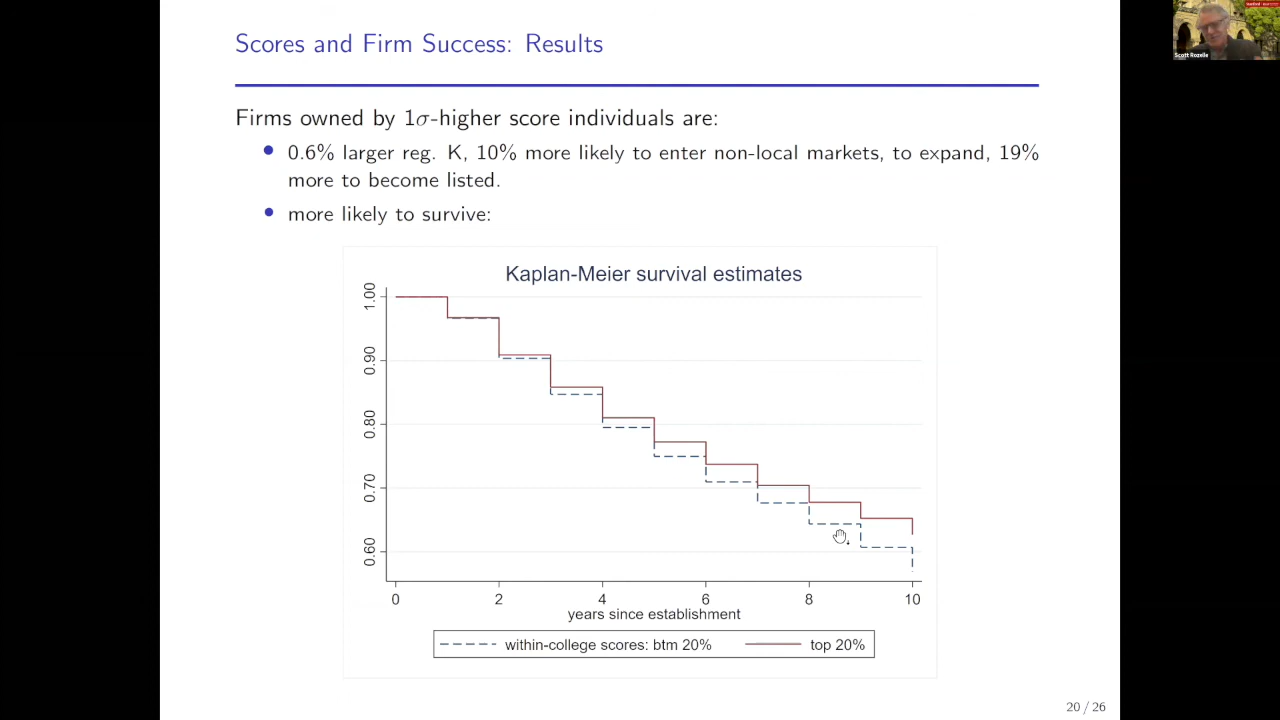 Scores and Firm Success: Results
Scott Rozelle
Firms owned by 1σ-higher score individuals are:
0.6% larger reg. K, 10% more likely to enter non-local markets, to expand, 19%
more to become listed.
more likely to survive:
Kaplan-Meier survival estimates
1.00
0.90
0.80
0.70
0.60
0 2 4 6 8 10
years since establishment
within-college scores: btm 20% top 20%
20 / 26